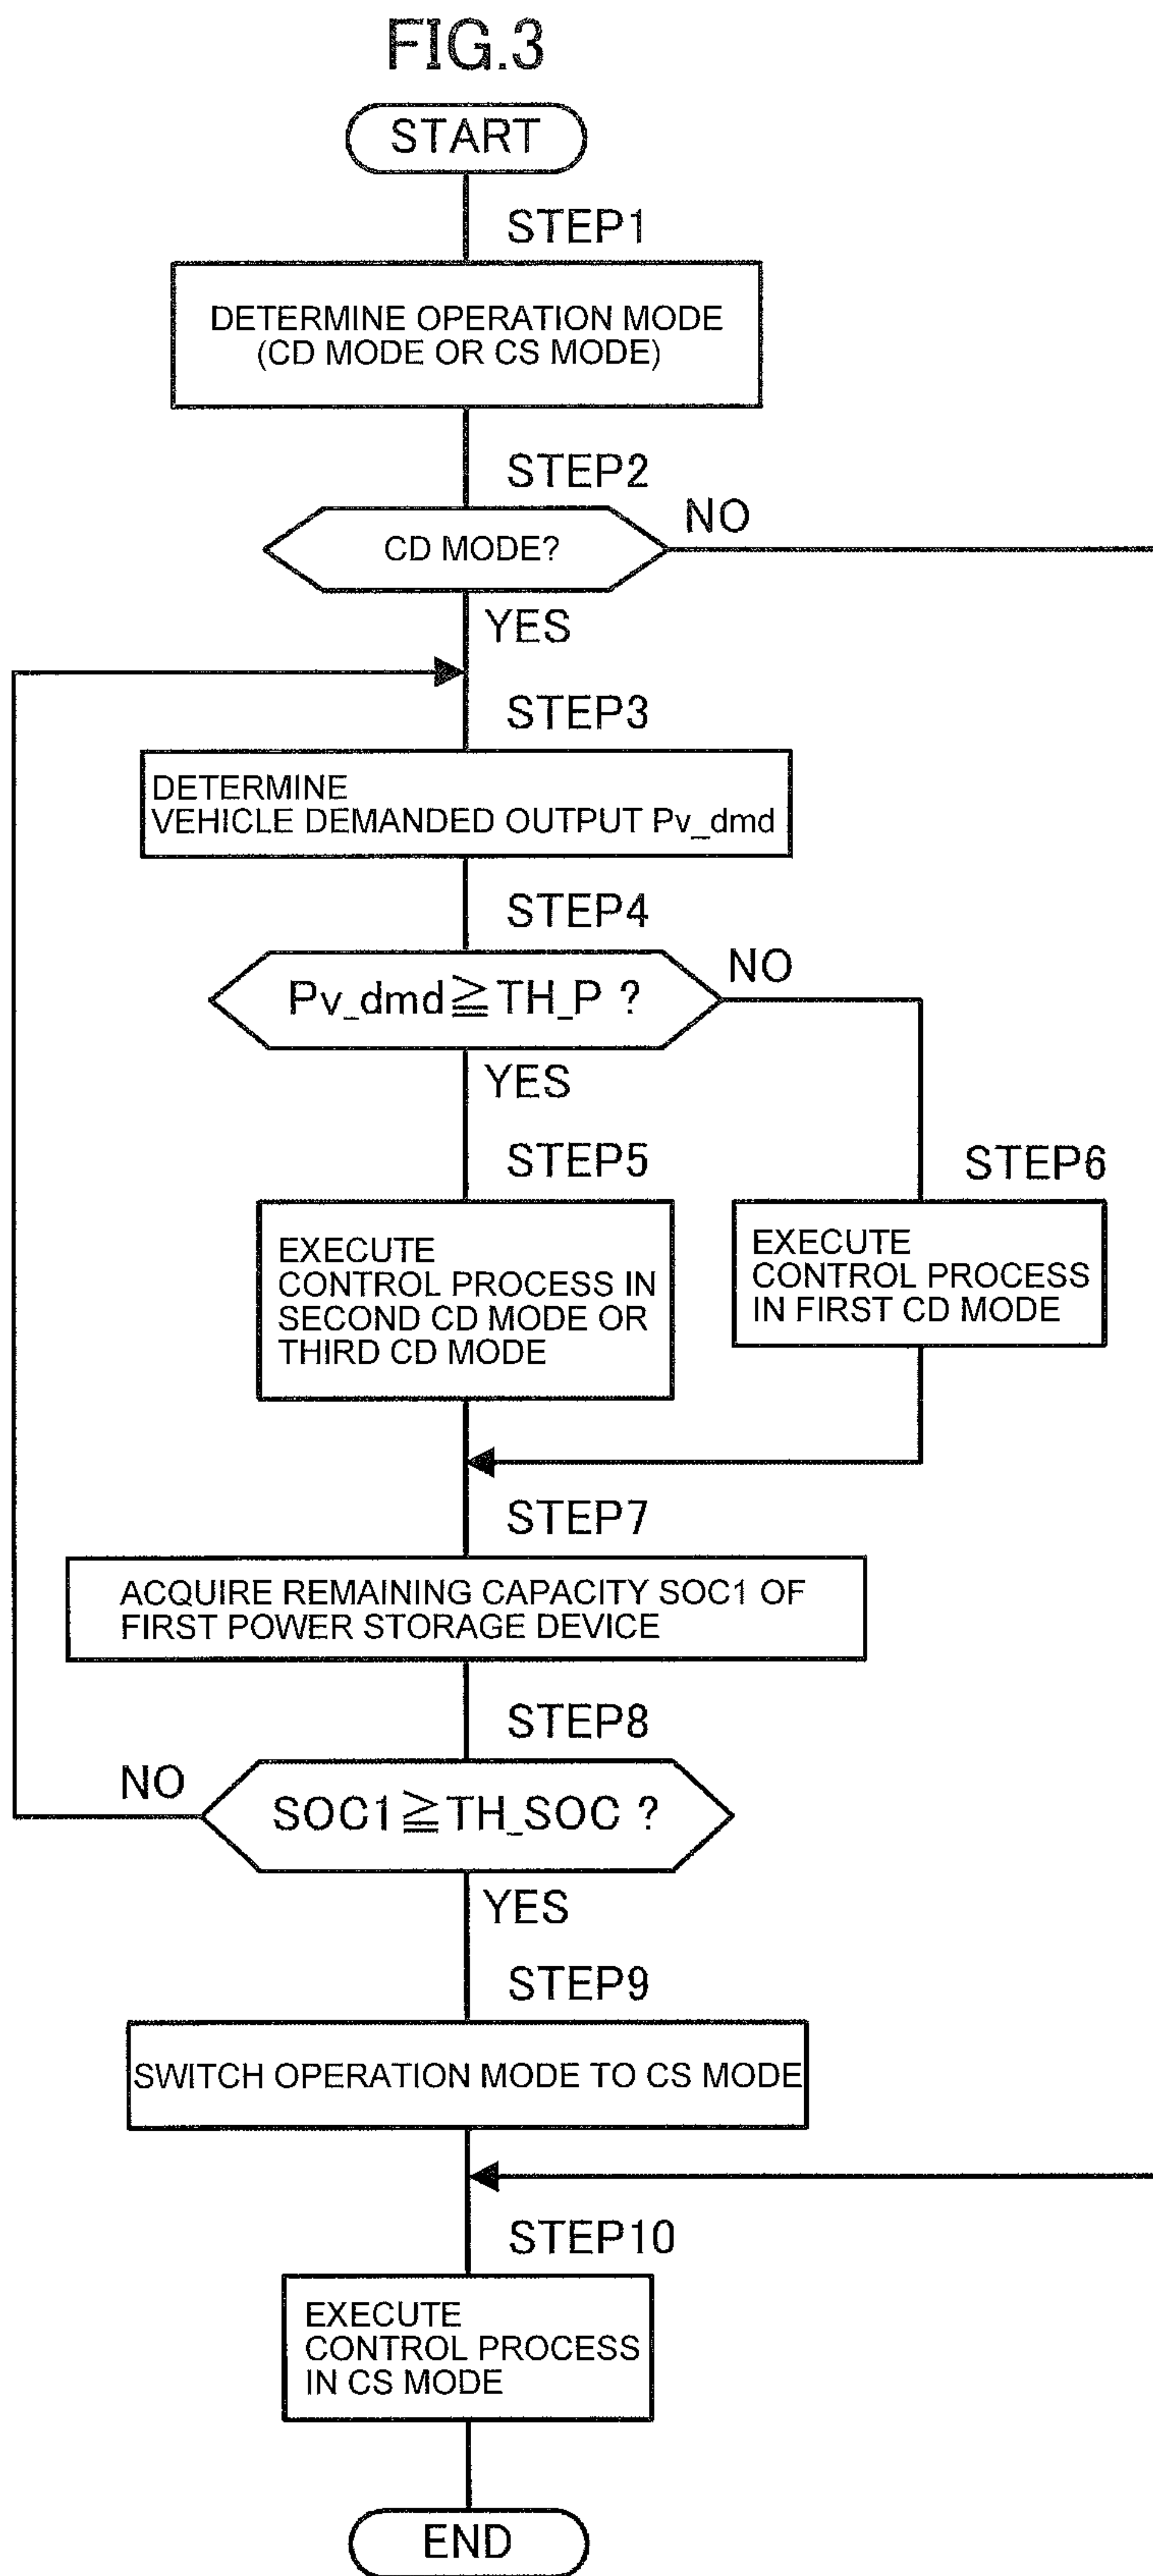 FIG.3
START
STEP1
DETERMINE OPERATION MODE
(CD MODE OR CS MODE)
STEP2
CD MODE?
NO
YES
STEP3
DETERMINE
VEHICLE DEMANDED OUTPUT Pv_dmd
STEP4
Pv_dmd≧TH_P ?
NO
YES
STEP5
EXECUTE
CONTROL PROCESS IN
SECOND CD MODE OR
THIRD CD MODE
STEP6
EXECUTE
CONTROL PROCESS
IN FIRST CD MODE
STEP7
ACQUIRE REMAINING CAPACITY SOC1 OF
FIRST POWER STORAGE DEVICE
STEP8
NO
SOC1≧TH_SOC ?
YES
STEP9
SWITCH OPERATION MODE TO CS MODE
STEP10
EXECUTE
CONTROL PROCESS
IN CS MODE
END